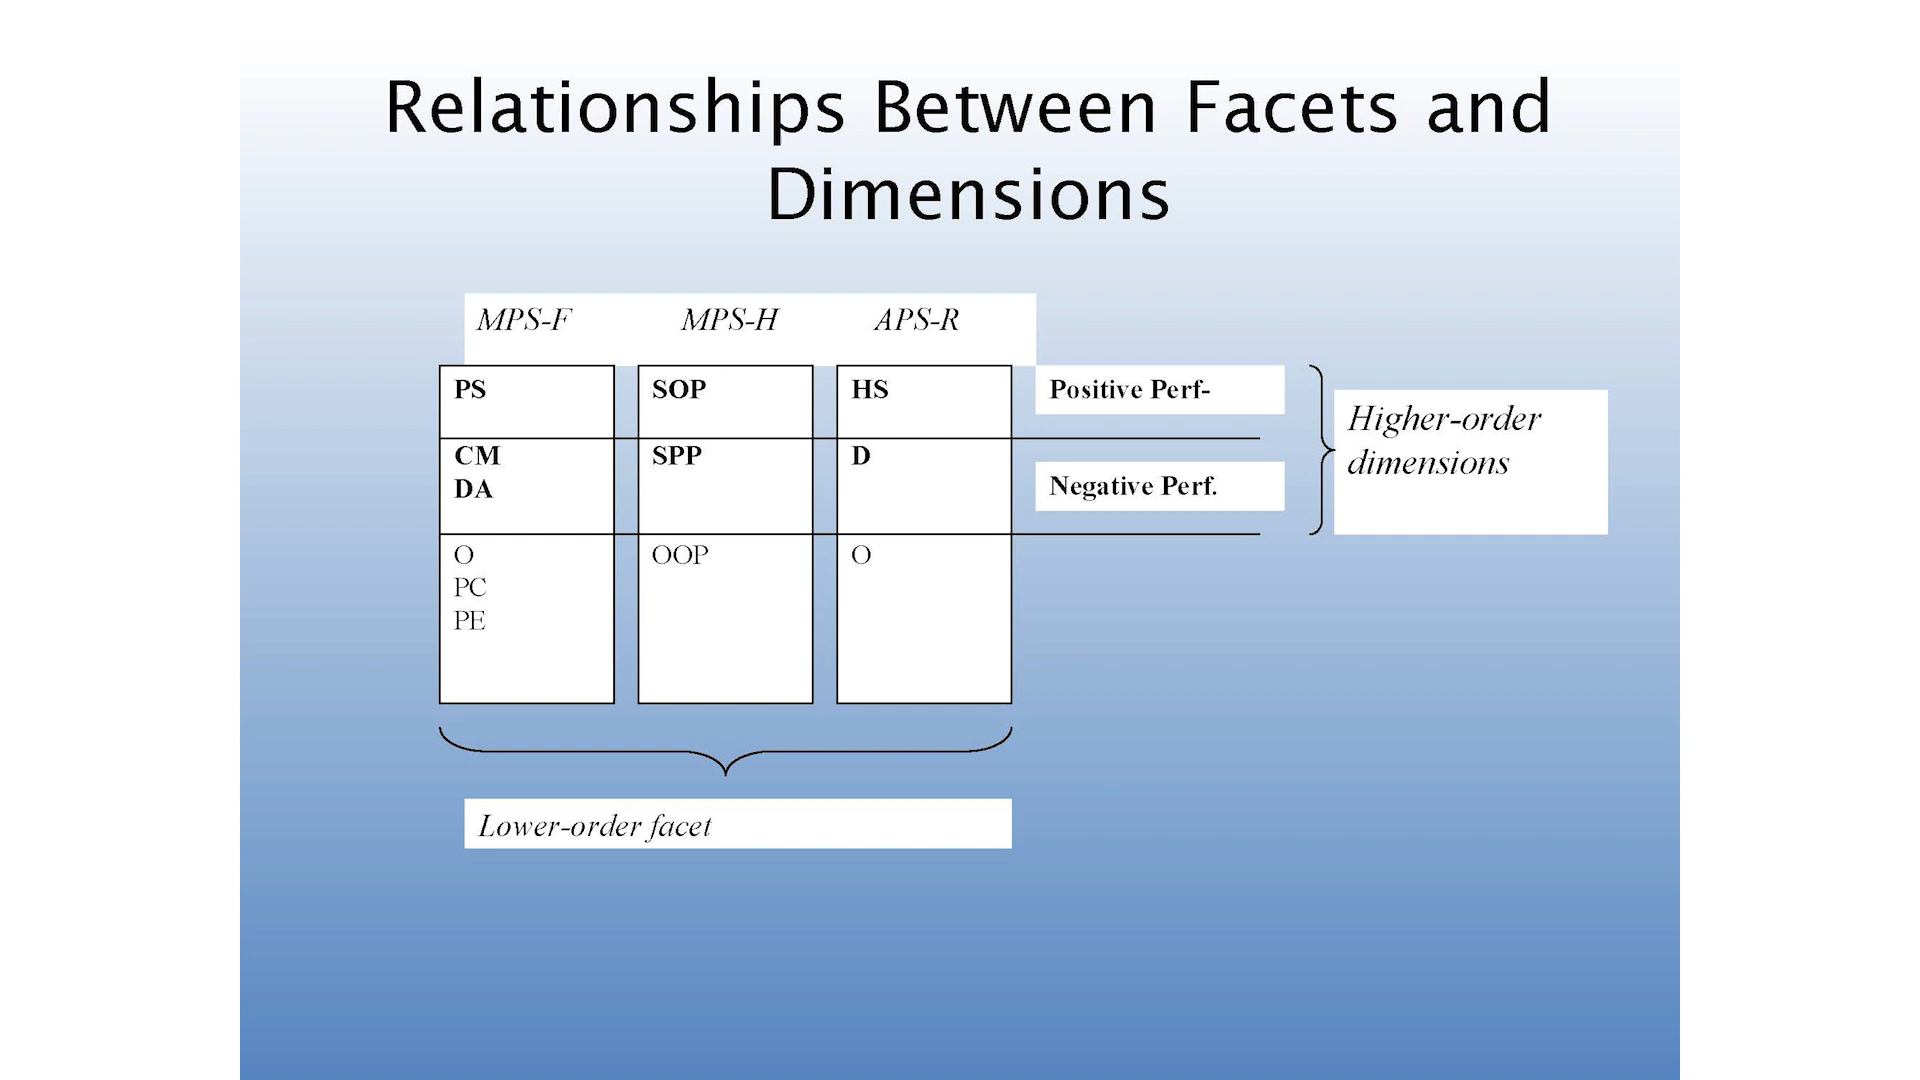 Relationships Between Facets and
Dimensions
MPS-F MPS-H APS-R
PS SOP HS Positive Perf-
Higher-order
dimensions
CM SPP D
DA
Negative Perf.
O OOP O
PC
PE
Lower-order facet